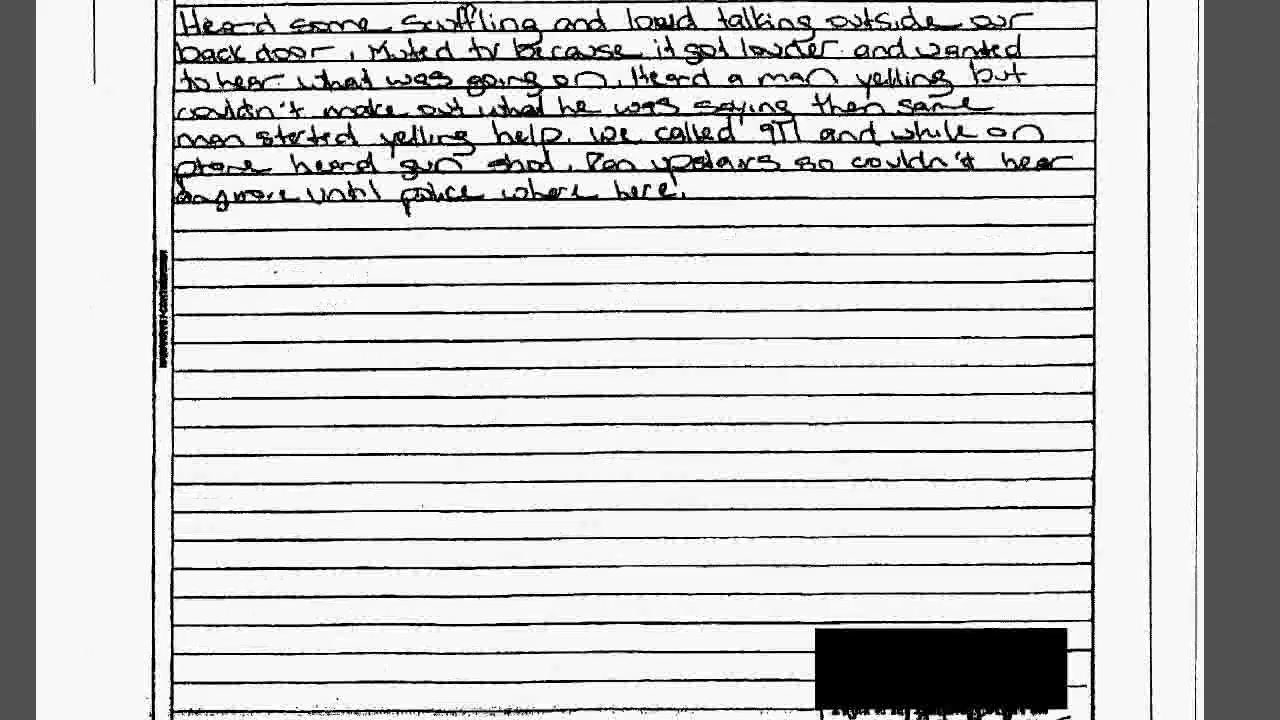 Heard some scuffling and loud talking outside our
back door. Muted tv because it got louder and wanted
to hear what was going on. Heard a man yelling but
couldn't make out what he was saying then same
man started yelling help. We called 911 and while on
phone heard gun shot. Ran upstairs so couldn't hear
anymore until police where here.